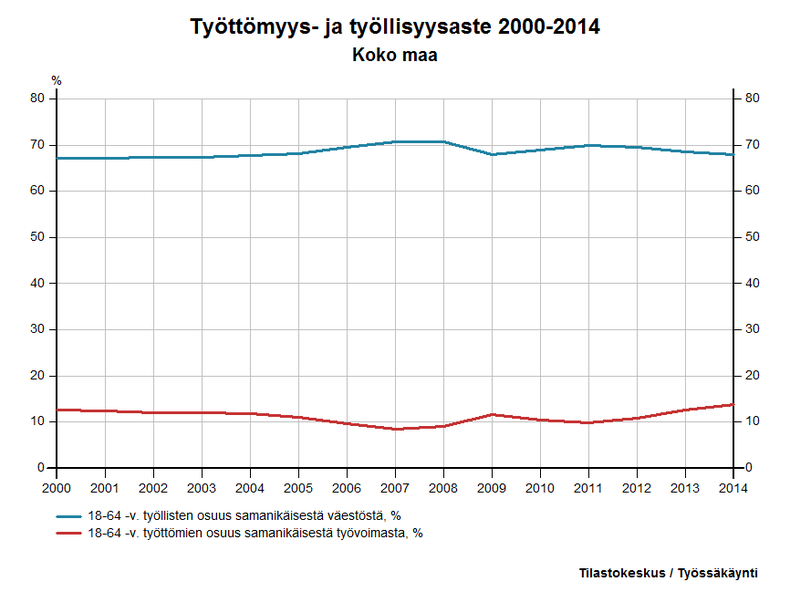 Työttömyys- ja työllisyysaste 2000-2014
Koko maa
%
80 80
70 70
60 60
50 50
40 40
30 30
20 20
10 10
0 0
2000 2001 2002 2003 2004 2005 2006 2007 2008 2009 2010 2011 2012 2013 2014
18-64 -v. työllisten osuus samanikäisestä väestöstä, %
18-64 -v. työttömien osuus samanikäisestä työvoimasta, %
Tilastokeskus / Työssäkäynti